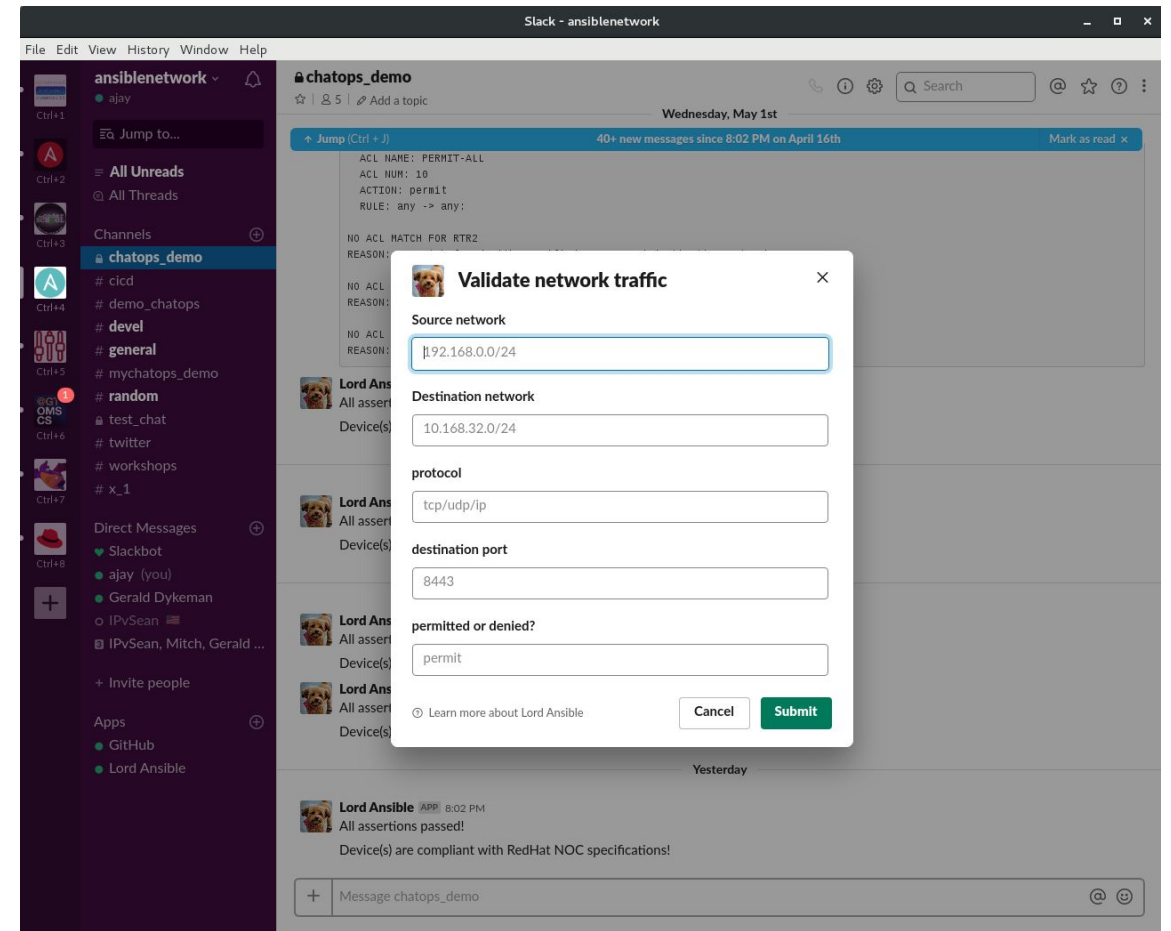 Slack - ansiblenetwork
File Edit View History Window Help
Ctrl+1
Ctrl+2
Ctrl+3
Ctrl+4
Ctrl+5
@GT
OMS
CS
1
Ctrl+6
Ctrl+7
Ctrl+8
ansiblenetwork
ajay
Jump to...
All Unreads
All Threads
Channels
chatops_demo
# cicd
# demo_chatops
# devel
# general
# mychatops_demo
# random
test_chat
# twitter
# workshops
# x_1
Direct Messages
Slackbot
ajay (you)
Gerald Dykeman
IPvSean
IPvSean, Mitch, Gerald ...
+ Invite people
Apps
GitHub
Lord Ansible
chatops_demo
5 | Add a topic
Search
Wednesday, May 1st
Jump (Ctrl + J) 40+ new messages since 8:02 PM on April 16th Mark as read ×
ACL NAME: PERMIT-ALL
ACL NUM: 10
ACTION: permit
RULE: any -> any:
NO ACL MATCH FOR RTR2
REASON:
NO ACL
REASON:
NO ACL
REASON:
Lord Ans
All assert
Device(s)
Lord Ans
All assert
Device(s)
Lord Ans
All assert
Device(s)
Lord Ans
All assert
Device(s)
Validate network traffic
Source network
192.168.0.0/24
Destination network
10.168.32.0/24
protocol
tcp/udp/ip
destination port
8443
permitted or denied?
permit
Learn more about Lord Ansible
Cancel
Submit
Yesterday
Lord Ansible APP 8:02 PM
All assertions passed!
Device(s) are compliant with RedHat NOC specifications!
Message chatops_demo